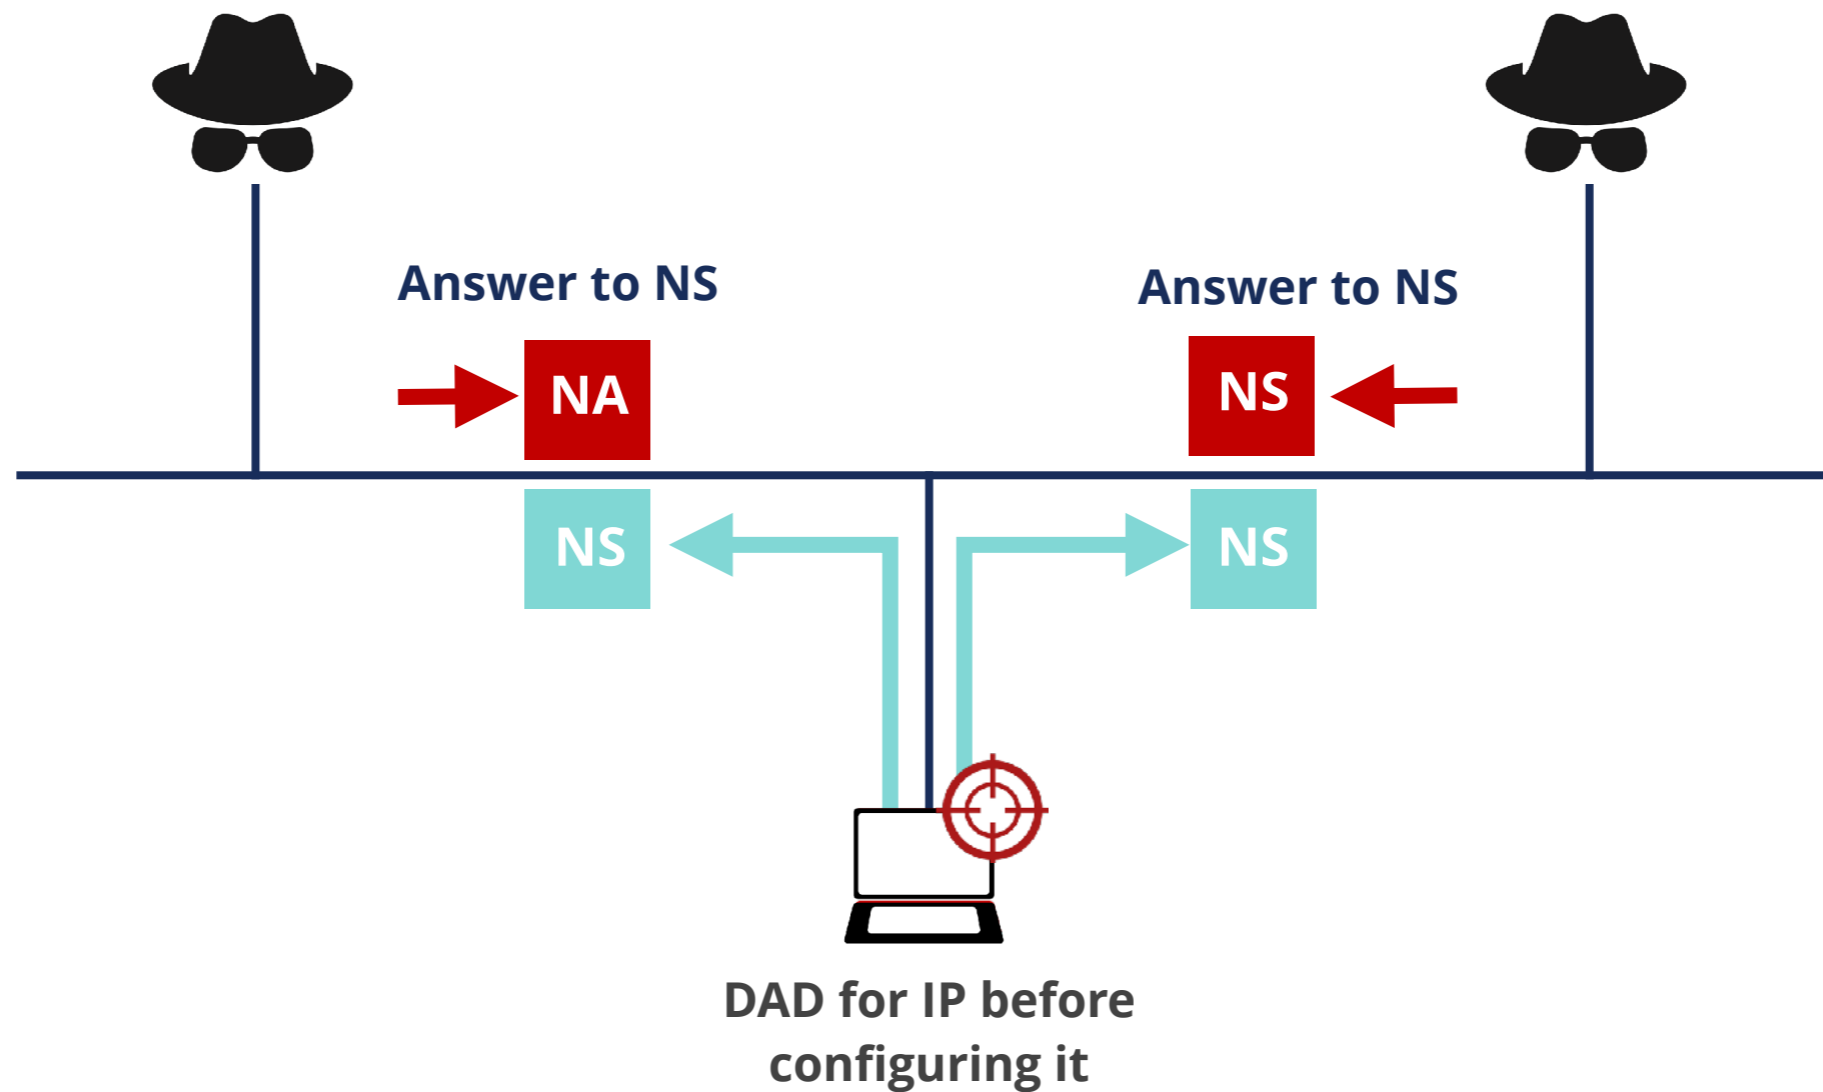 Answer to NS
Answer to NS
NA
NS
NS
NS
DAD for IP before
configuring it